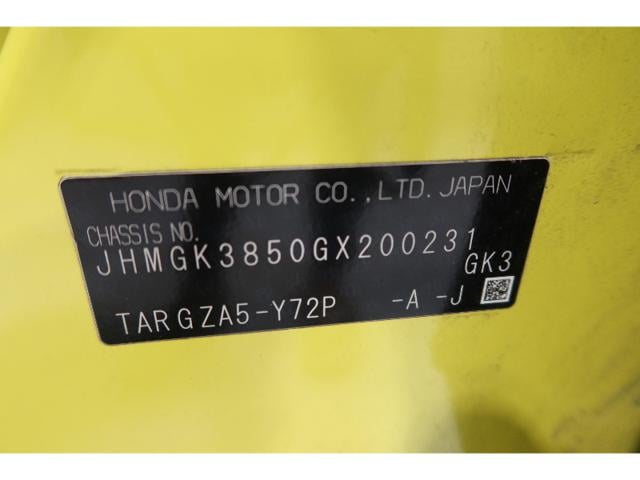 HONDA MOTOR CO.,LTD. JAPAN
CHASSIS NO.
JHMGK3850GX200231
GK3
TARGZA5-Y72P -A -J